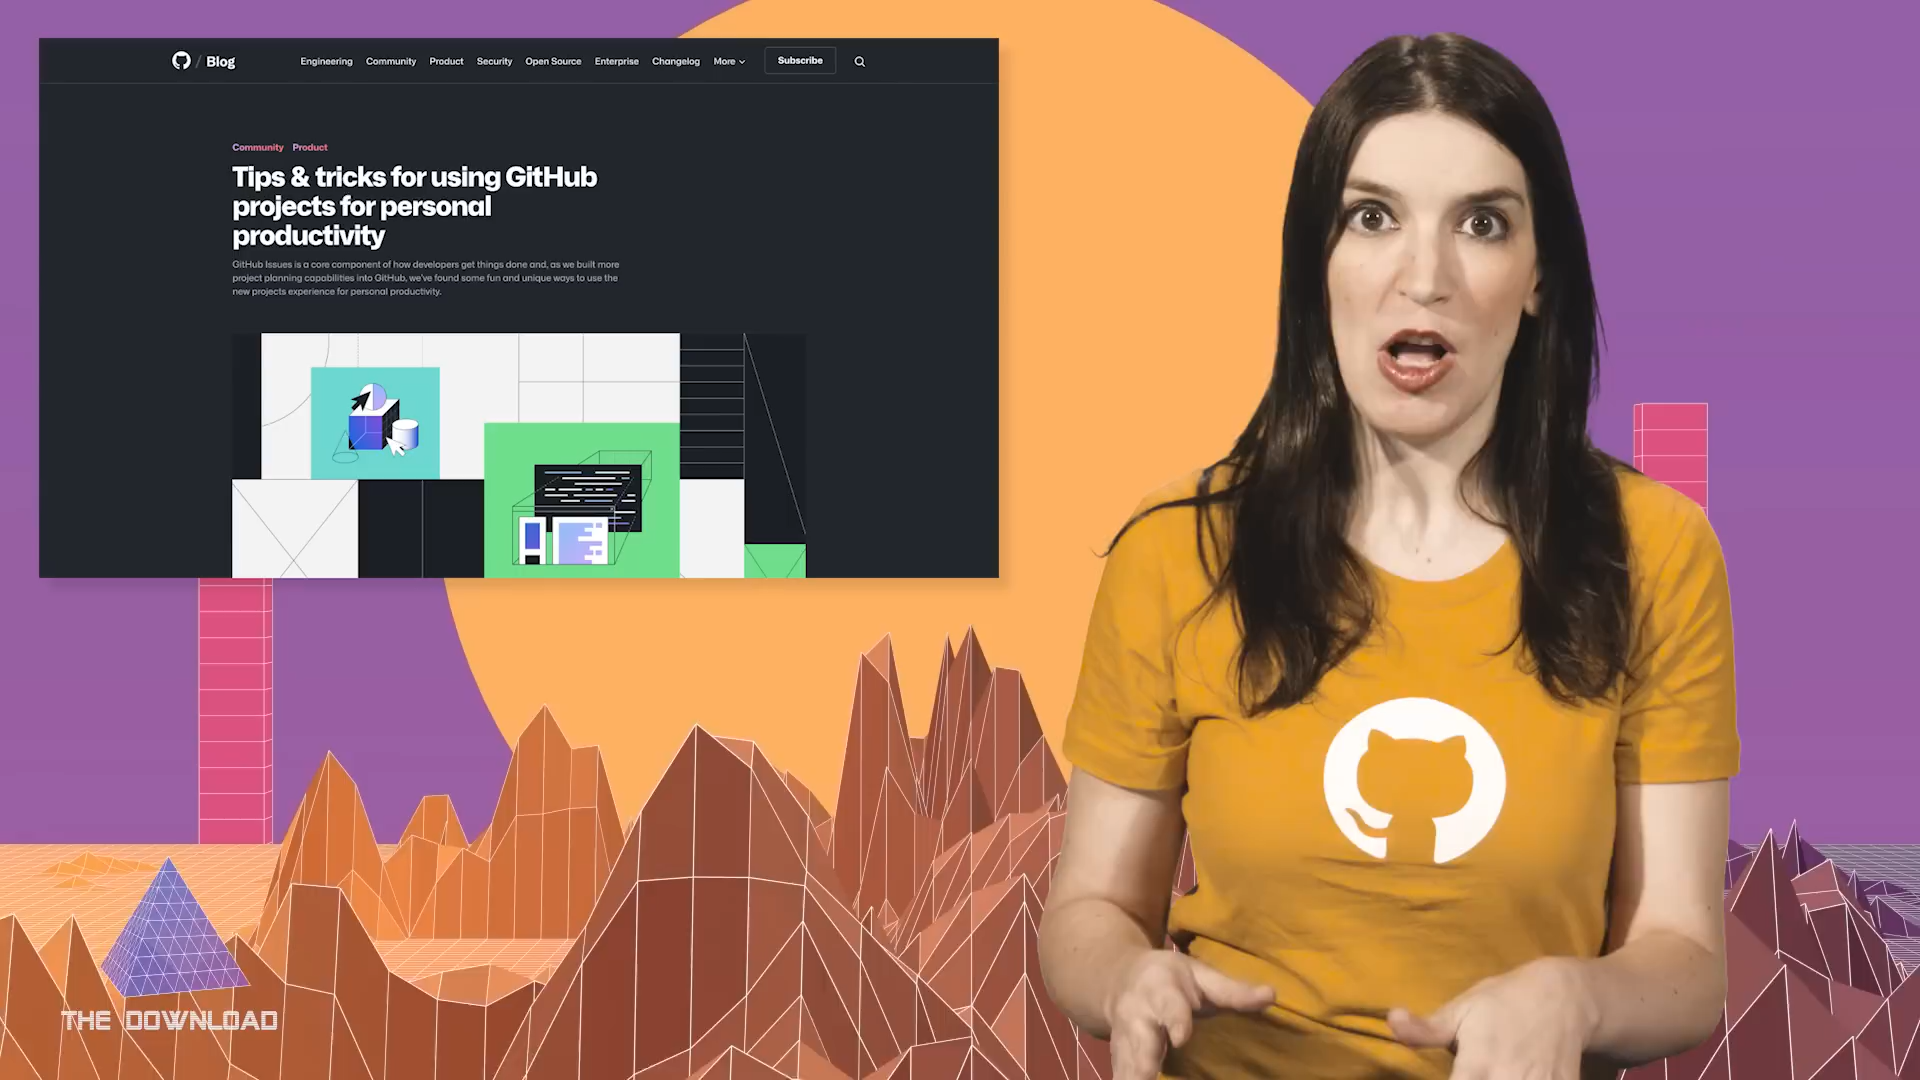 Blog
Engineering Community Product Security Open Source Enterprise Changelog More Subscribe
Community Product
Tips & tricks for using GitHub
projects for personal
productivity
GitHub Issues is a core component of how developers get things done and, as we built more
project planning capabilities into GitHub, we've found some fun and unique ways to use the
new projects experience for personal productivity.
THE DOWNLOAD